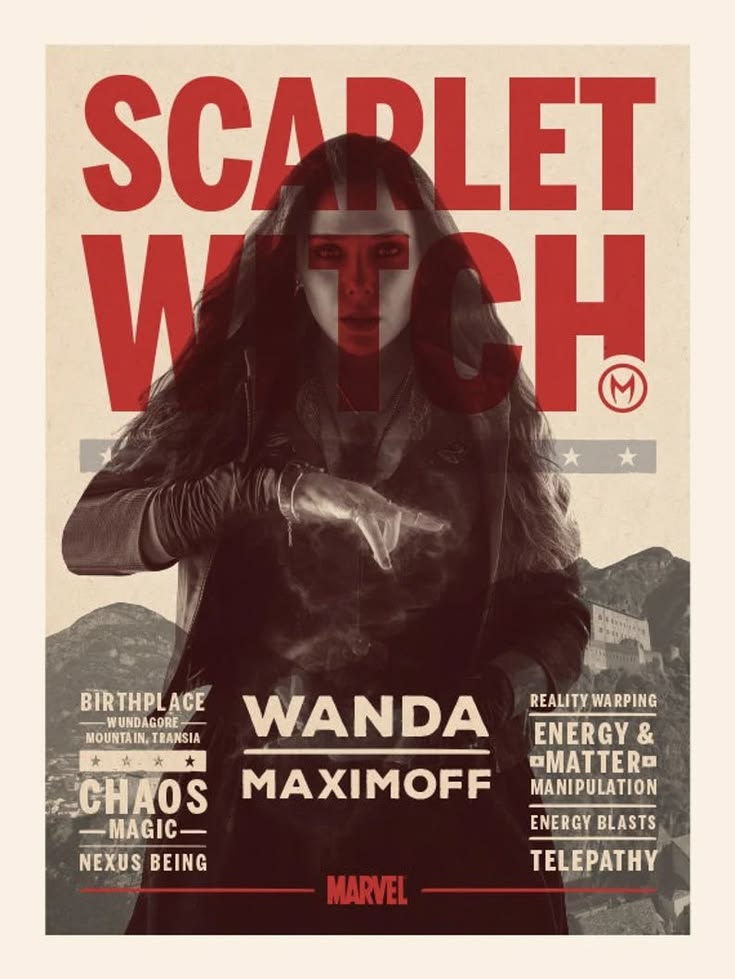 SCARLET
WITCH
M
BIRTHPLACE
WUNDAGORE
MOUNTAIN, TRANSIA
CHAOS
MAGIC
NEXUS BEING
WANDA
MAXIMOFF
REALITY WARPING
ENERGY &
MATTER
MANIPULATION
ENERGY BLASTS
TELEPATHY
MARVEL